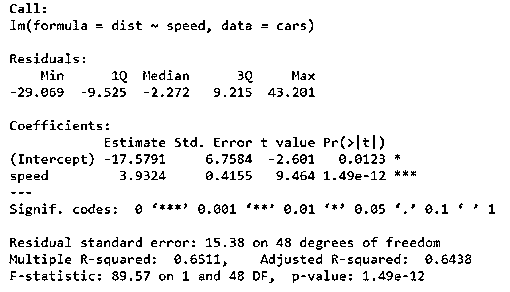 Call:
lm(formula = dist ~ speed, data = cars)
Residuals:
Min 1Q Median 3Q Max
-29.069 -9.525 -2.272 9.215 43.201
Coefficients:
Estimate Std. Error t value Pr(>|t|)
(Intercept) -17.5791 6.7584 -2.601 0.0123 *
speed 3.9324 0.4155 9.464 1.49e-12 ***
---
Signif. codes: 0 ‘***’ 0.001 ‘**’ 0.01 ‘*’ 0.05 ‘.’ 0.1 ‘ ’ 1
Residual standard error: 15.38 on 48 degrees of freedom
Multiple R-squared: 0.6511, Adjusted R-squared: 0.6438
F-statistic: 89.57 on 1 and 48 DF, p-value: 1.49e-12